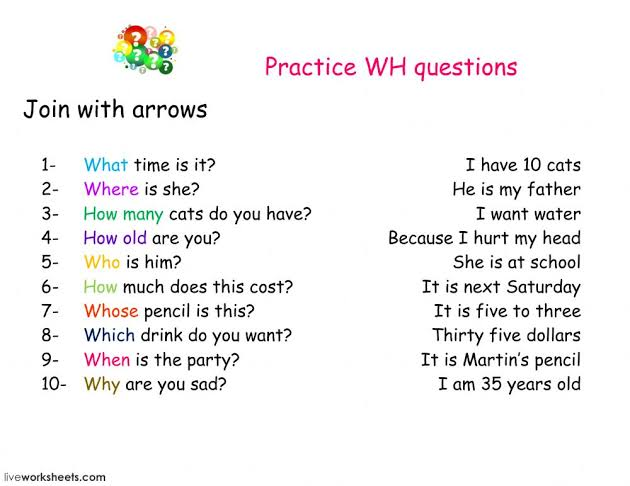 Practice WH questions
Join with arrows
1- What time is it? I have 10 cats
2- Where is she? He is my father
3- How many cats do you have? I want water
4- How old are you? Because I hurt my head
5- Who is him? She is at school
6- How much does this cost? It is next Saturday
7- Whose pencil is this? It is five to three
8- Which drink do you want? Thirty five dollars
9- When is the party? It is Martin's pencil
10- Why are you sad? I am 35 years old
liveworksheets.com